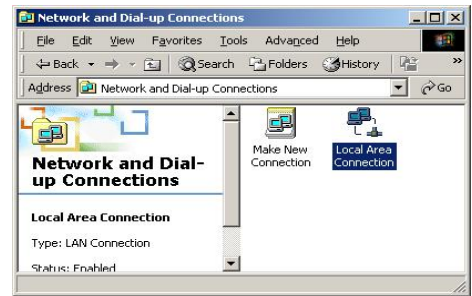 Network and Dial-up Connections
File Edit View Favorites Tools Advanced Help
Back Search Folders History »
Address Network and Dial-up Connections Go
Network and Dial-
up Connections
Local Area Connection
Type: LAN Connection
Status: Enabled
Make New
Connection
Local Area
Connection